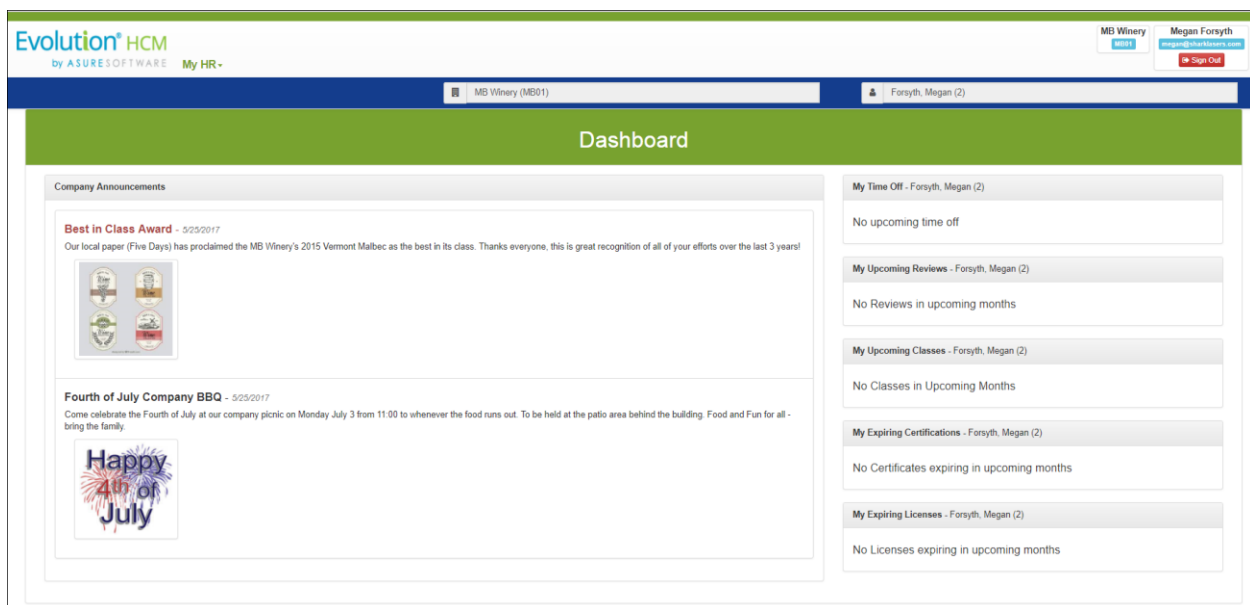 Evolution® HCM
by ASURESOFTWARE
My HR
MB Winery
MB01
Megan Forsyth
megan@sharklasers.com
Sign Out
MB Winery (MB01)
Forsyth, Megan (2)
Dashboard
Company Announcements
Best in Class Award - 5/25/2017
Our local paper (Five Days) has proclaimed the MB Winery's 2015 Vermont Malbec as the best in its class. Thanks everyone, this is great recognition of all of your efforts over the last 3 years!
Wine
Wine
Wine
Wine
Fourth of July Company BBQ - 5/25/2017
Come celebrate the Fourth of July at our company picnic on Monday July 3 from 11:00 to whenever the food runs out. To be held at the patio area behind the building. Food and Fun for all -
bring the family.
Happy
4th of
July
My Time Off - Forsyth, Megan (2)
No upcoming time off
My Upcoming Reviews - Forsyth, Megan (2)
No Reviews in upcoming months
My Upcoming Classes - Forsyth, Megan (2)
No Classes in Upcoming Months
My Expiring Certifications - Forsyth, Megan (2)
No Certificates expiring in upcoming months
My Expiring Licenses - Forsyth, Megan (2)
No Licenses expiring in upcoming months